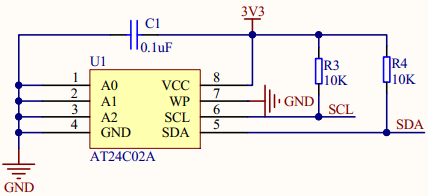 3V3
C1
0.1uF
U1
R3
10K
R4
10K
1 A0 VCC 8
2 A1 WP 7 GND
3 A2 SCL 6 SCL
4 GND SDA 5 SDA
AT24C02A
GND